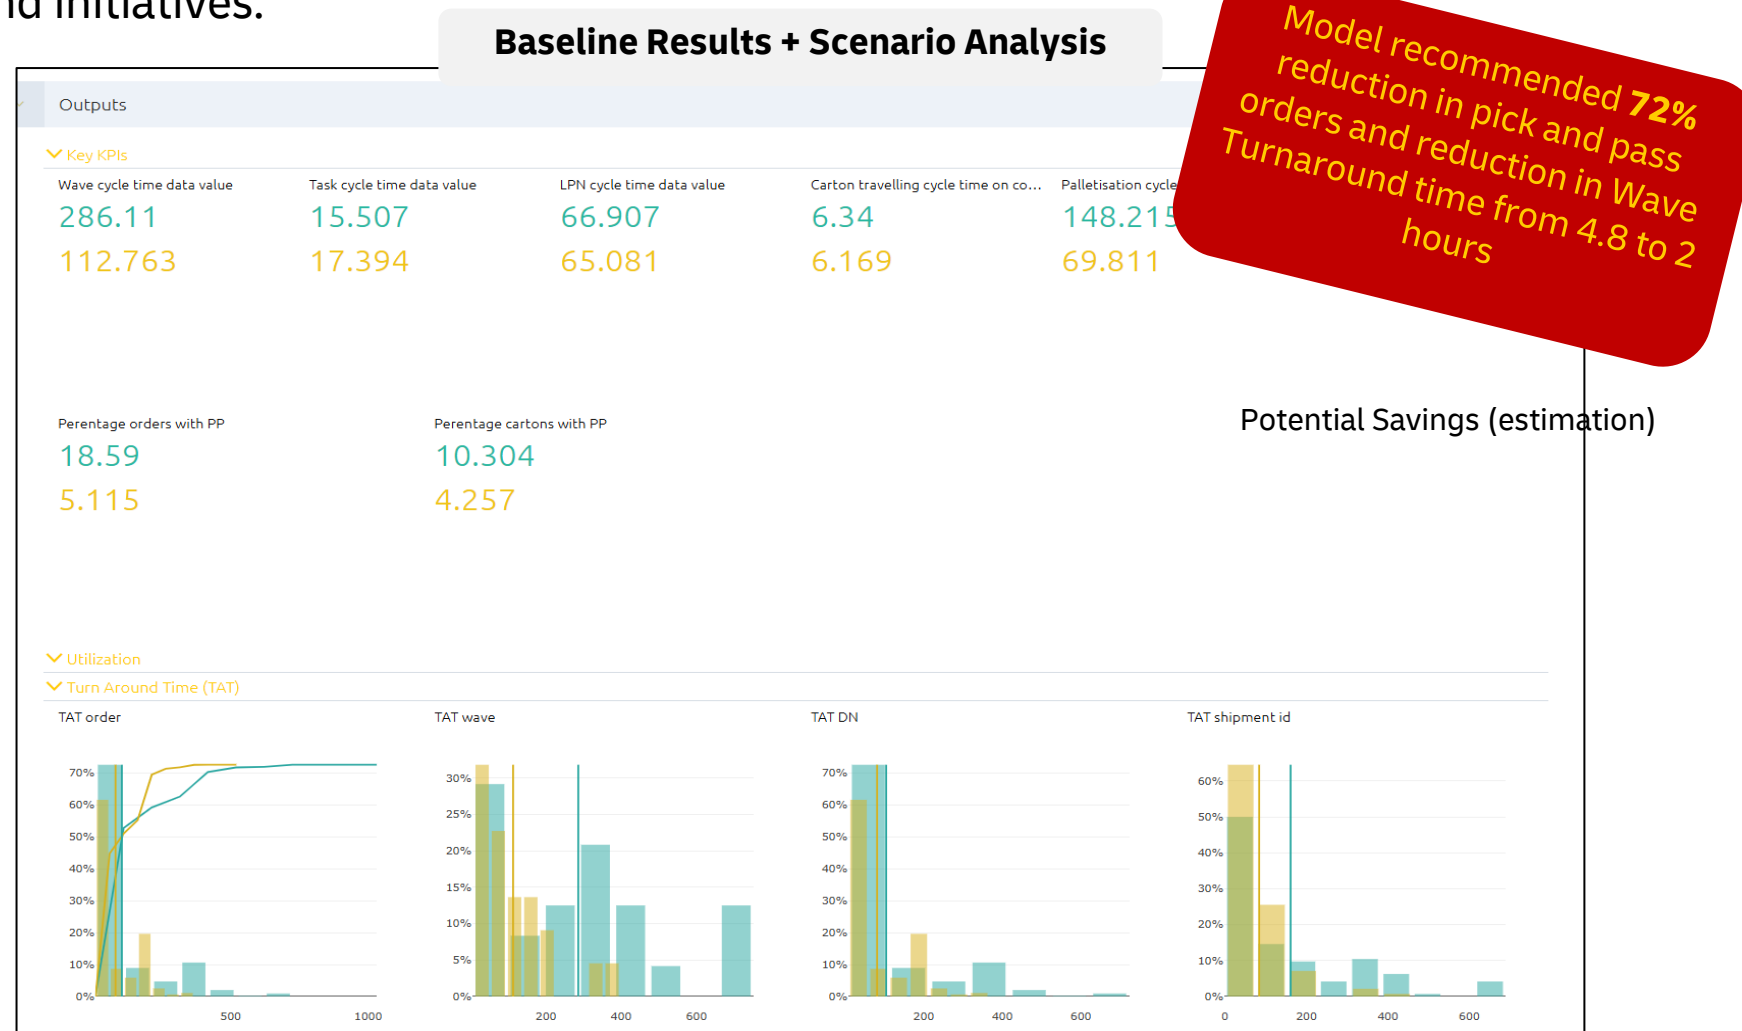 nd initiatives.
Baseline Results + Scenario Analysis
Model recommended 72%
reduction in pick and pass
orders and reduction in Wave
Turnaround time from 4.8 to 2
hours
Outputs
Key KPIs
Wave cycle time data value
286.11
112.763
Task cycle time data value
15.507
17.394
LPN cycle time data value
66.907
65.081
Carton travelling cycle time on co...
6.34
6.169
Palletisation cycle
148.215
69.811
Perentage orders with PP
18.59
5.115
Perentage cartons with PP
10.304
4.257
Potential Savings (estimation)
Utilization
Turn Around Time (TAT)
TAT order
70%
60%
50%
40%
30%
20%
10%
0%
500 1000
TAT wave
30%
25%
20%
15%
10%
5%
0%
200 400 600
TAT DN
70%
60%
50%
40%
30%
20%
10%
0%
200 400 600
TAT shipment id
60%
50%
40%
30%
20%
10%
0%
0 200 400 600